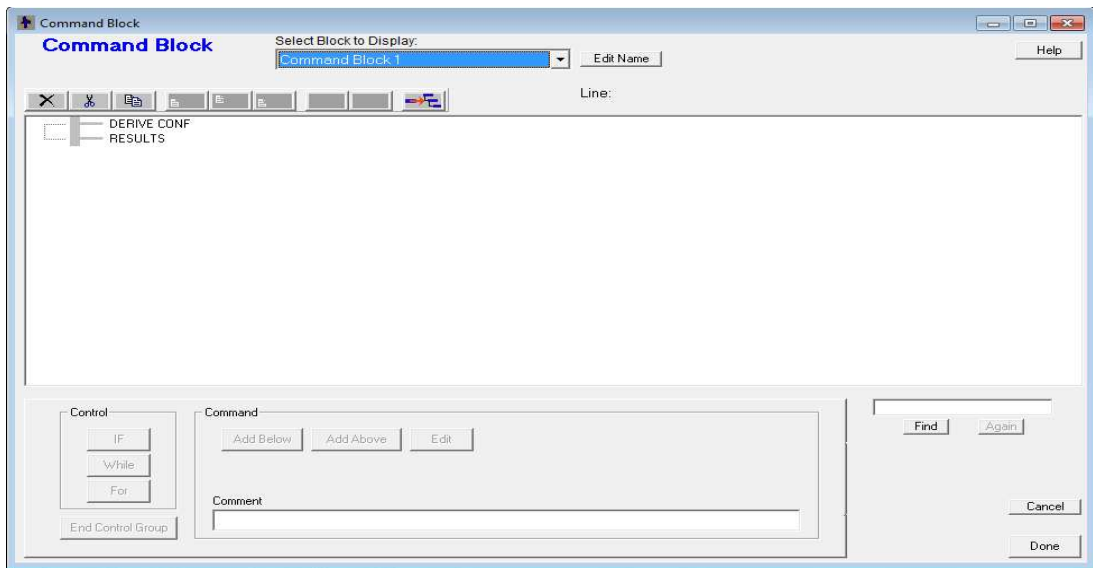 Command Block
Command Block
Select Block to Display:
Command Block 1
Edit Name
Help
Line:
DERIVE CONF
RESULTS
Control
IF
While
For
End Control Group
Command
Add Below
Add Above
Edit
Comment
Find
Again
Cancel
Done